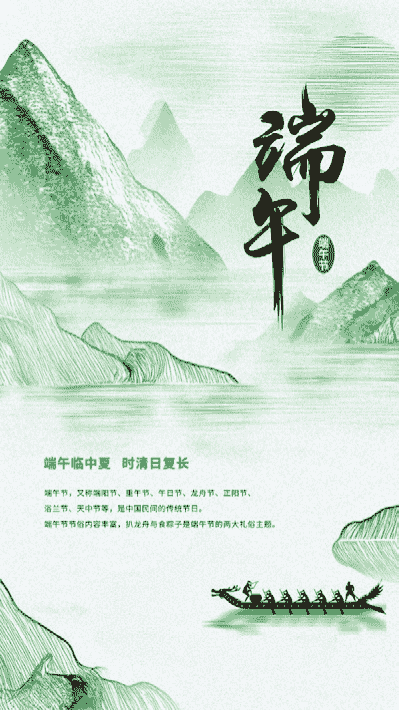 端午
端午节
端午临中夏 时清日复长
端午节，又称端阳节、重午节、午日节、龙舟节、正阳节、
浴兰节、天中节等，是中国民间的传统节日。
端午节节俗内容丰富，扒龙舟与食粽子是端午节的两大礼俗主题。